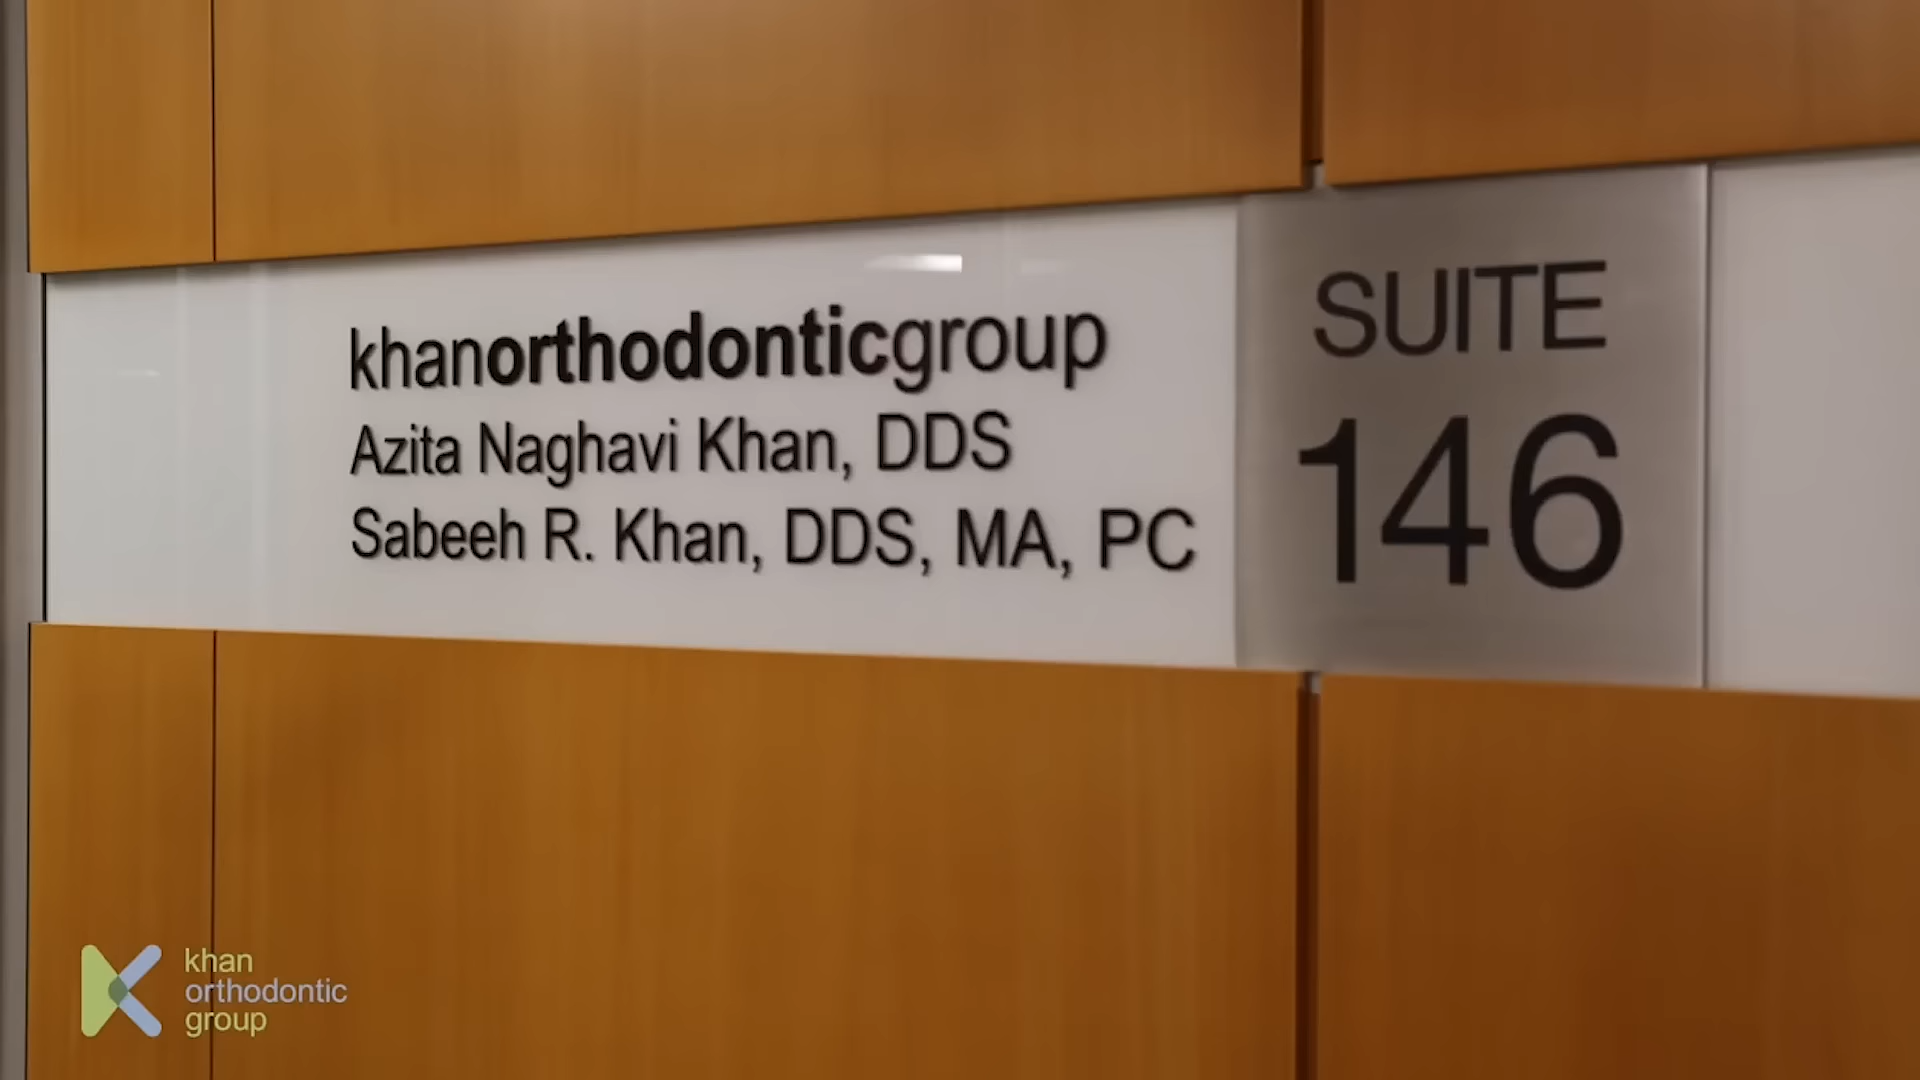 khanorthodonticgroup
Azita Naghavi Khan, DDS
Sabeeh R. Khan, DDS, MA, PC
SUITE
146
khan
orthodontic
group